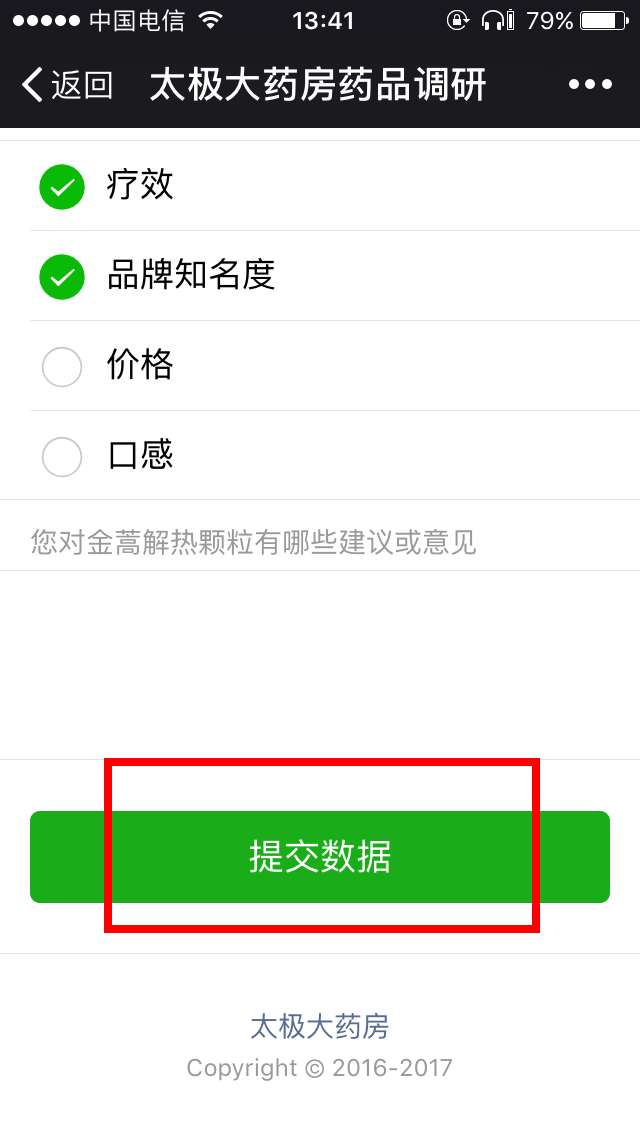 中国电信 13:41 79%
返回 太极大药房药品调研
疗效
品牌知名度
价格
口感
您对金蒿解热颗粒有哪些建议或意见
提交数据
太极大药房
Copyright © 2016-2017